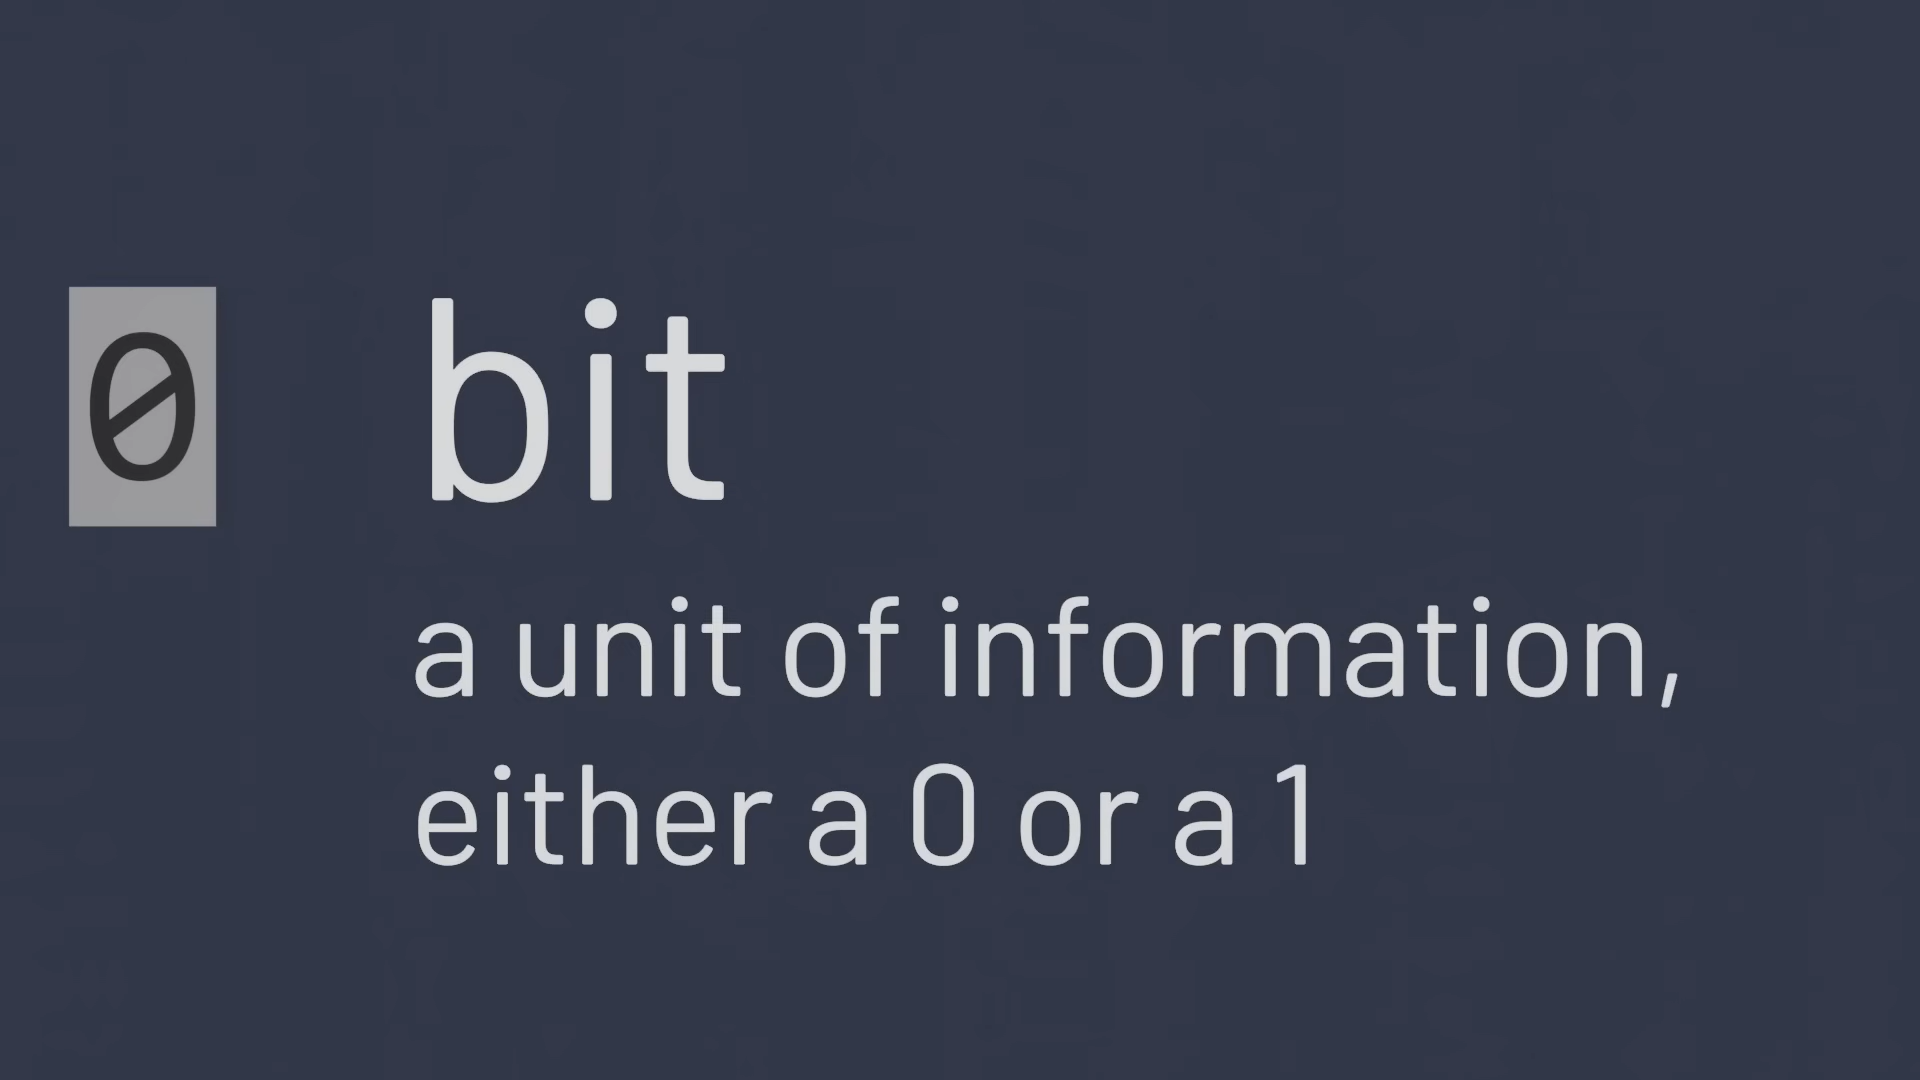 0 bit
a unit of information,
either a 0 or a 1